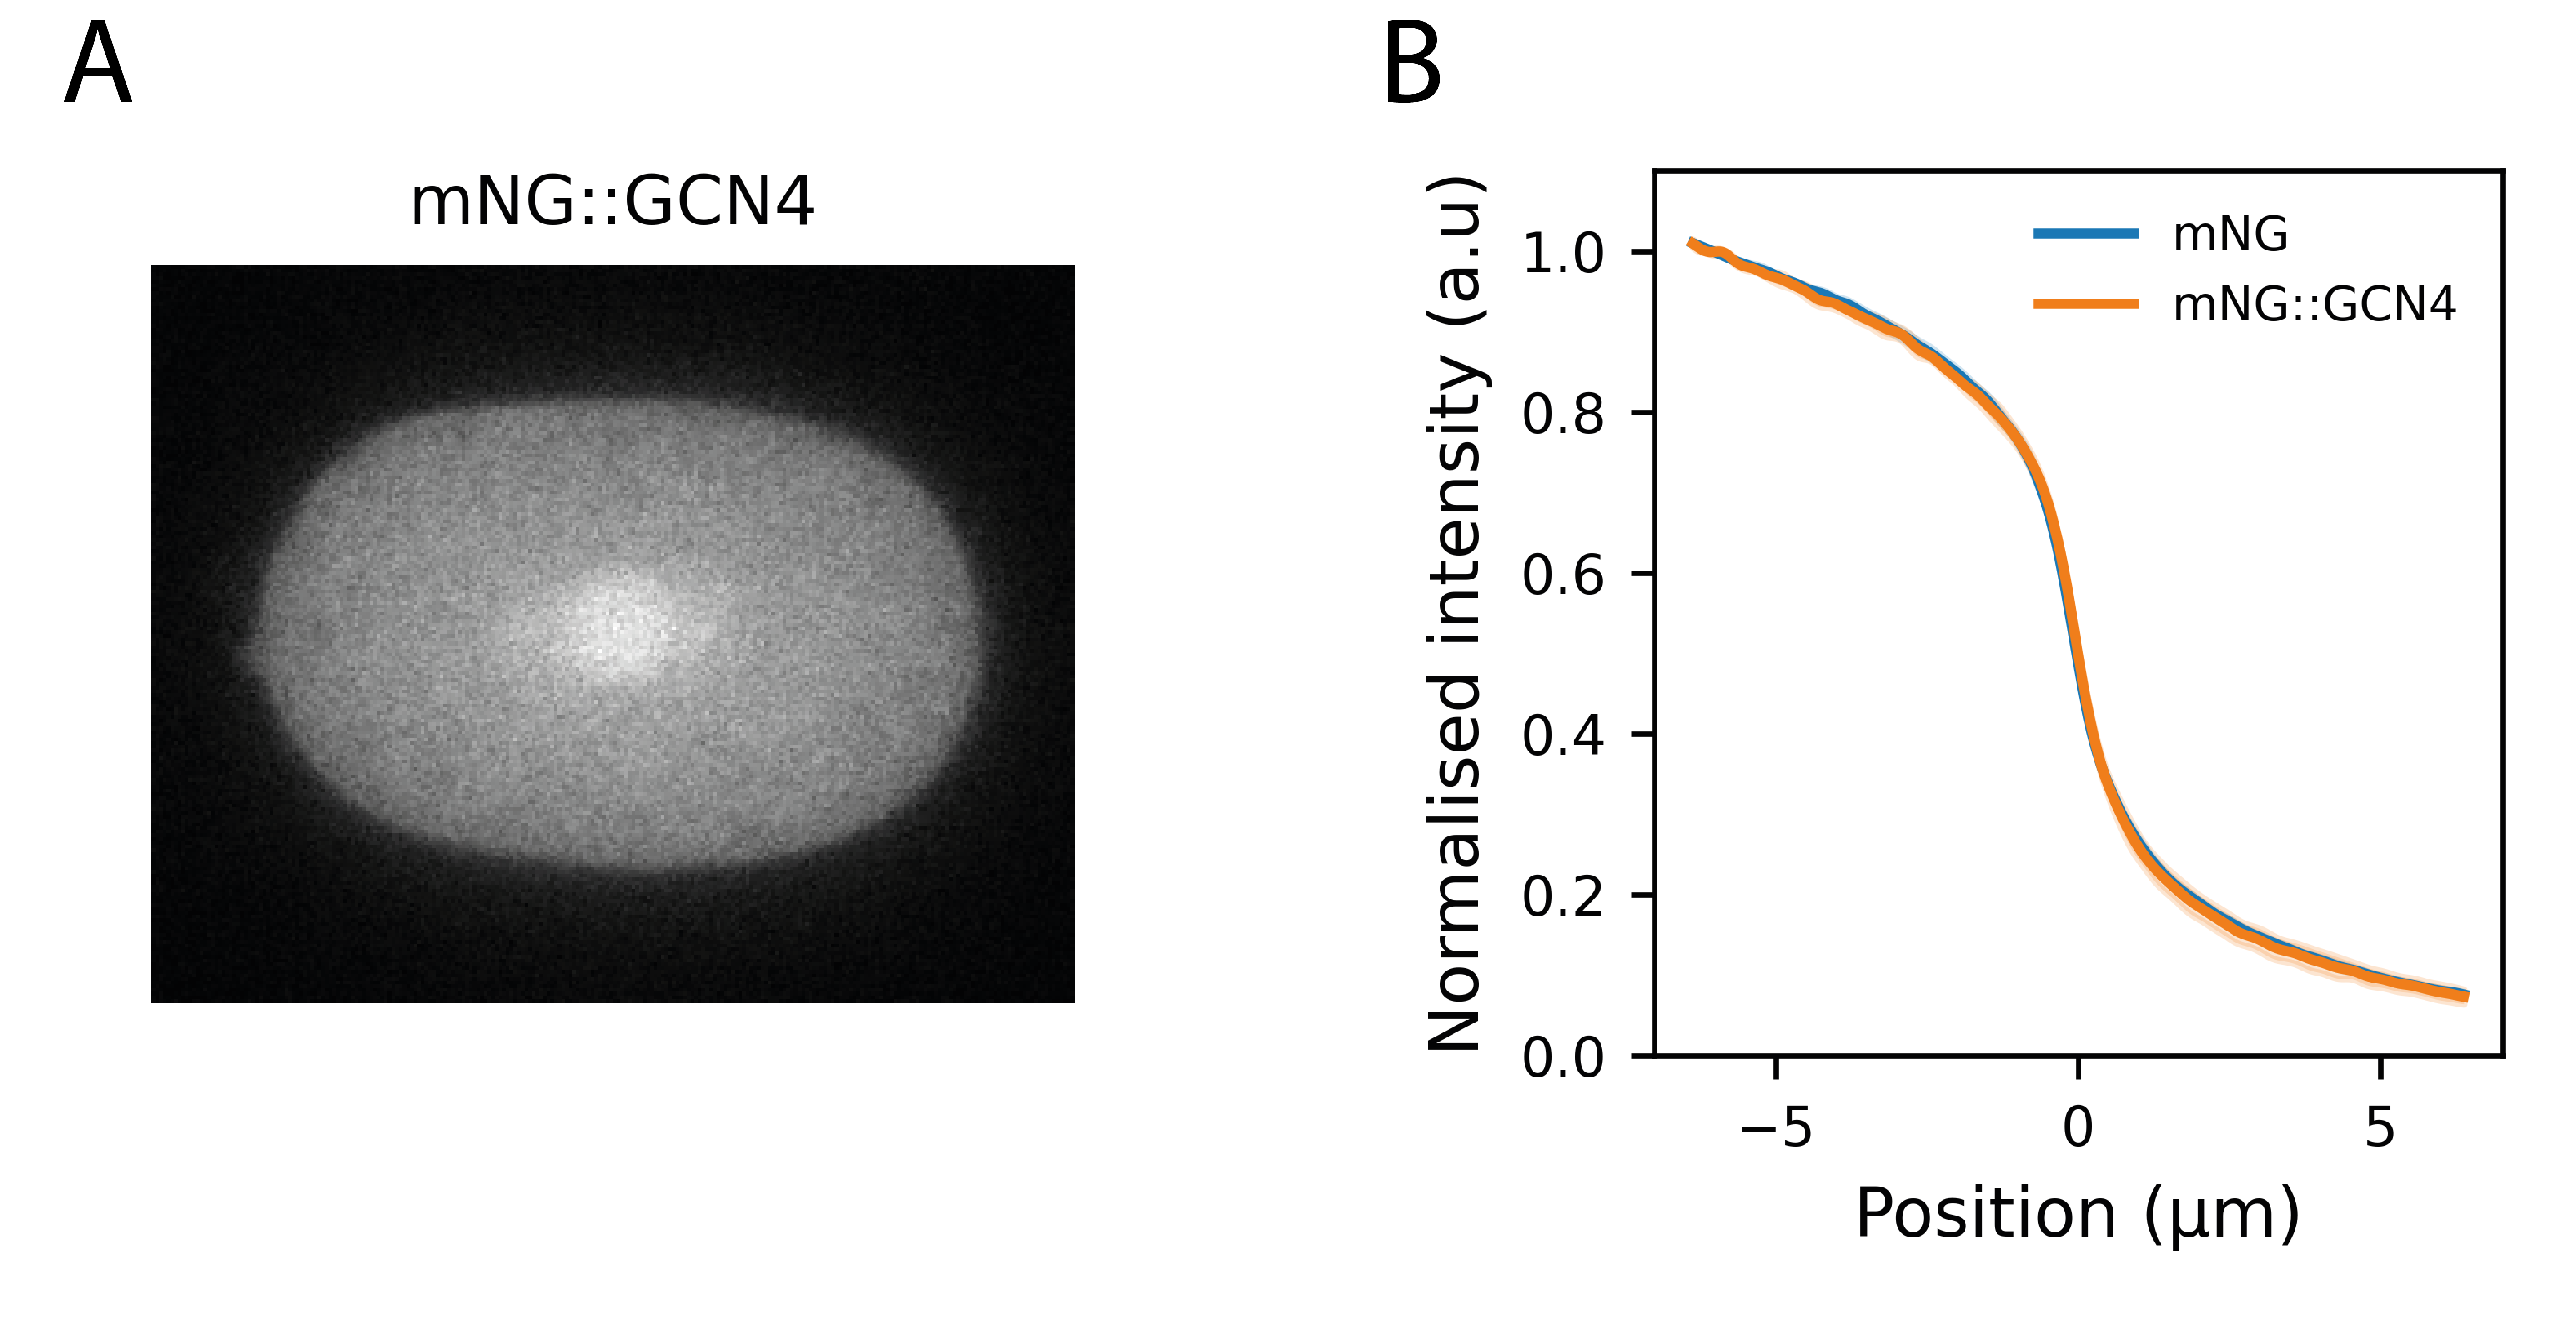 A
mNG::GCN4
B
Normalised intensity (a.u)
1.0
0.8
0.6
0.4
0.2
0.0
mNG
mNG::GCN4
−5
0
5
Position (µm)